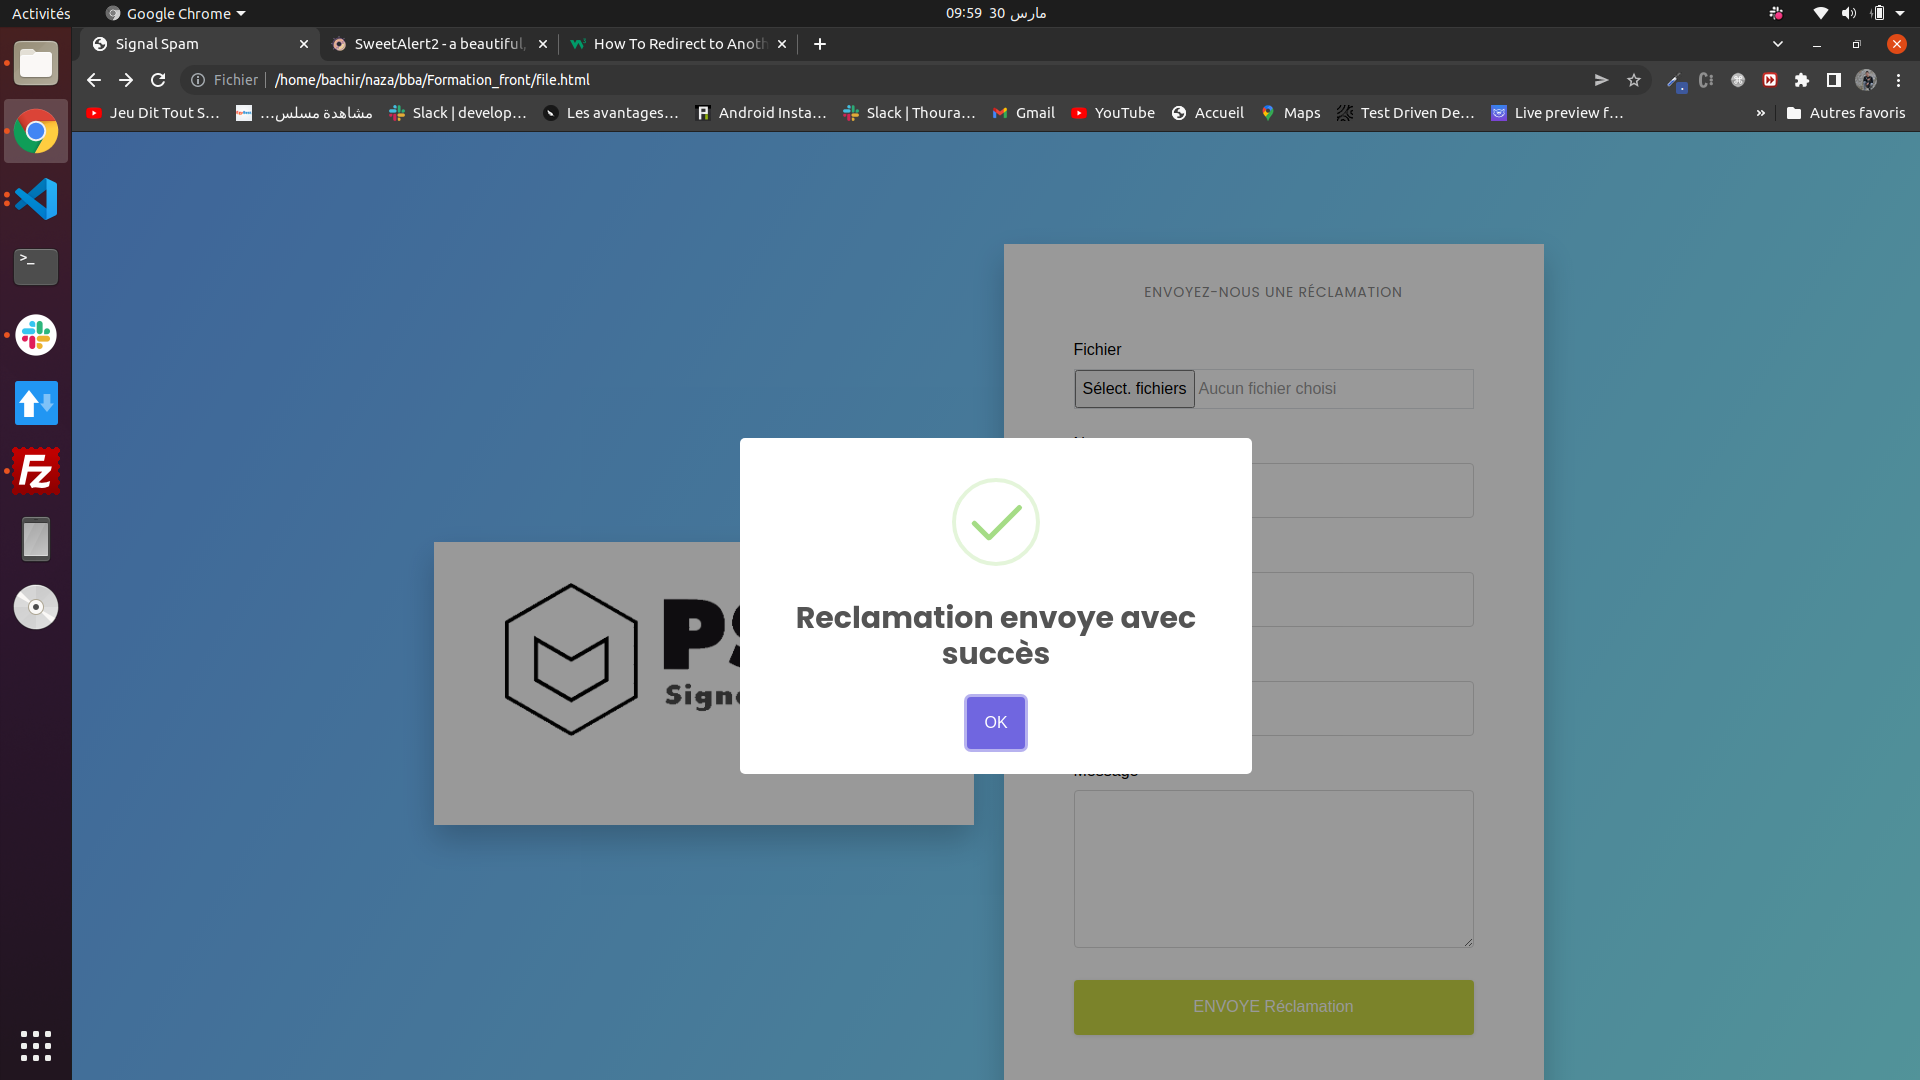 Activités
Google Chrome
09:59 30 مارس
Signal Spam
SweetAlert2 - a beautiful,
How To Redirect to Anoth
Fichier
/home/bachir/naza/bba/Formation_front/file.html
Jeu Dit Tout S…
مشاهدة مسلس…
Slack | develop…
Les avantages…
Android Insta…
Slack | Thoura…
Gmail
YouTube
Accueil
Maps
Test Driven De…
Live preview f…
»
Autres favoris
ENVOYEZ-NOUS UNE RÉCLAMATION
Fichier
Sélect. fichiers
Aucun fichier choisi
Reclamation envoye avec
succès
OK
PS
Signa
Message
ENVOYE Réclamation